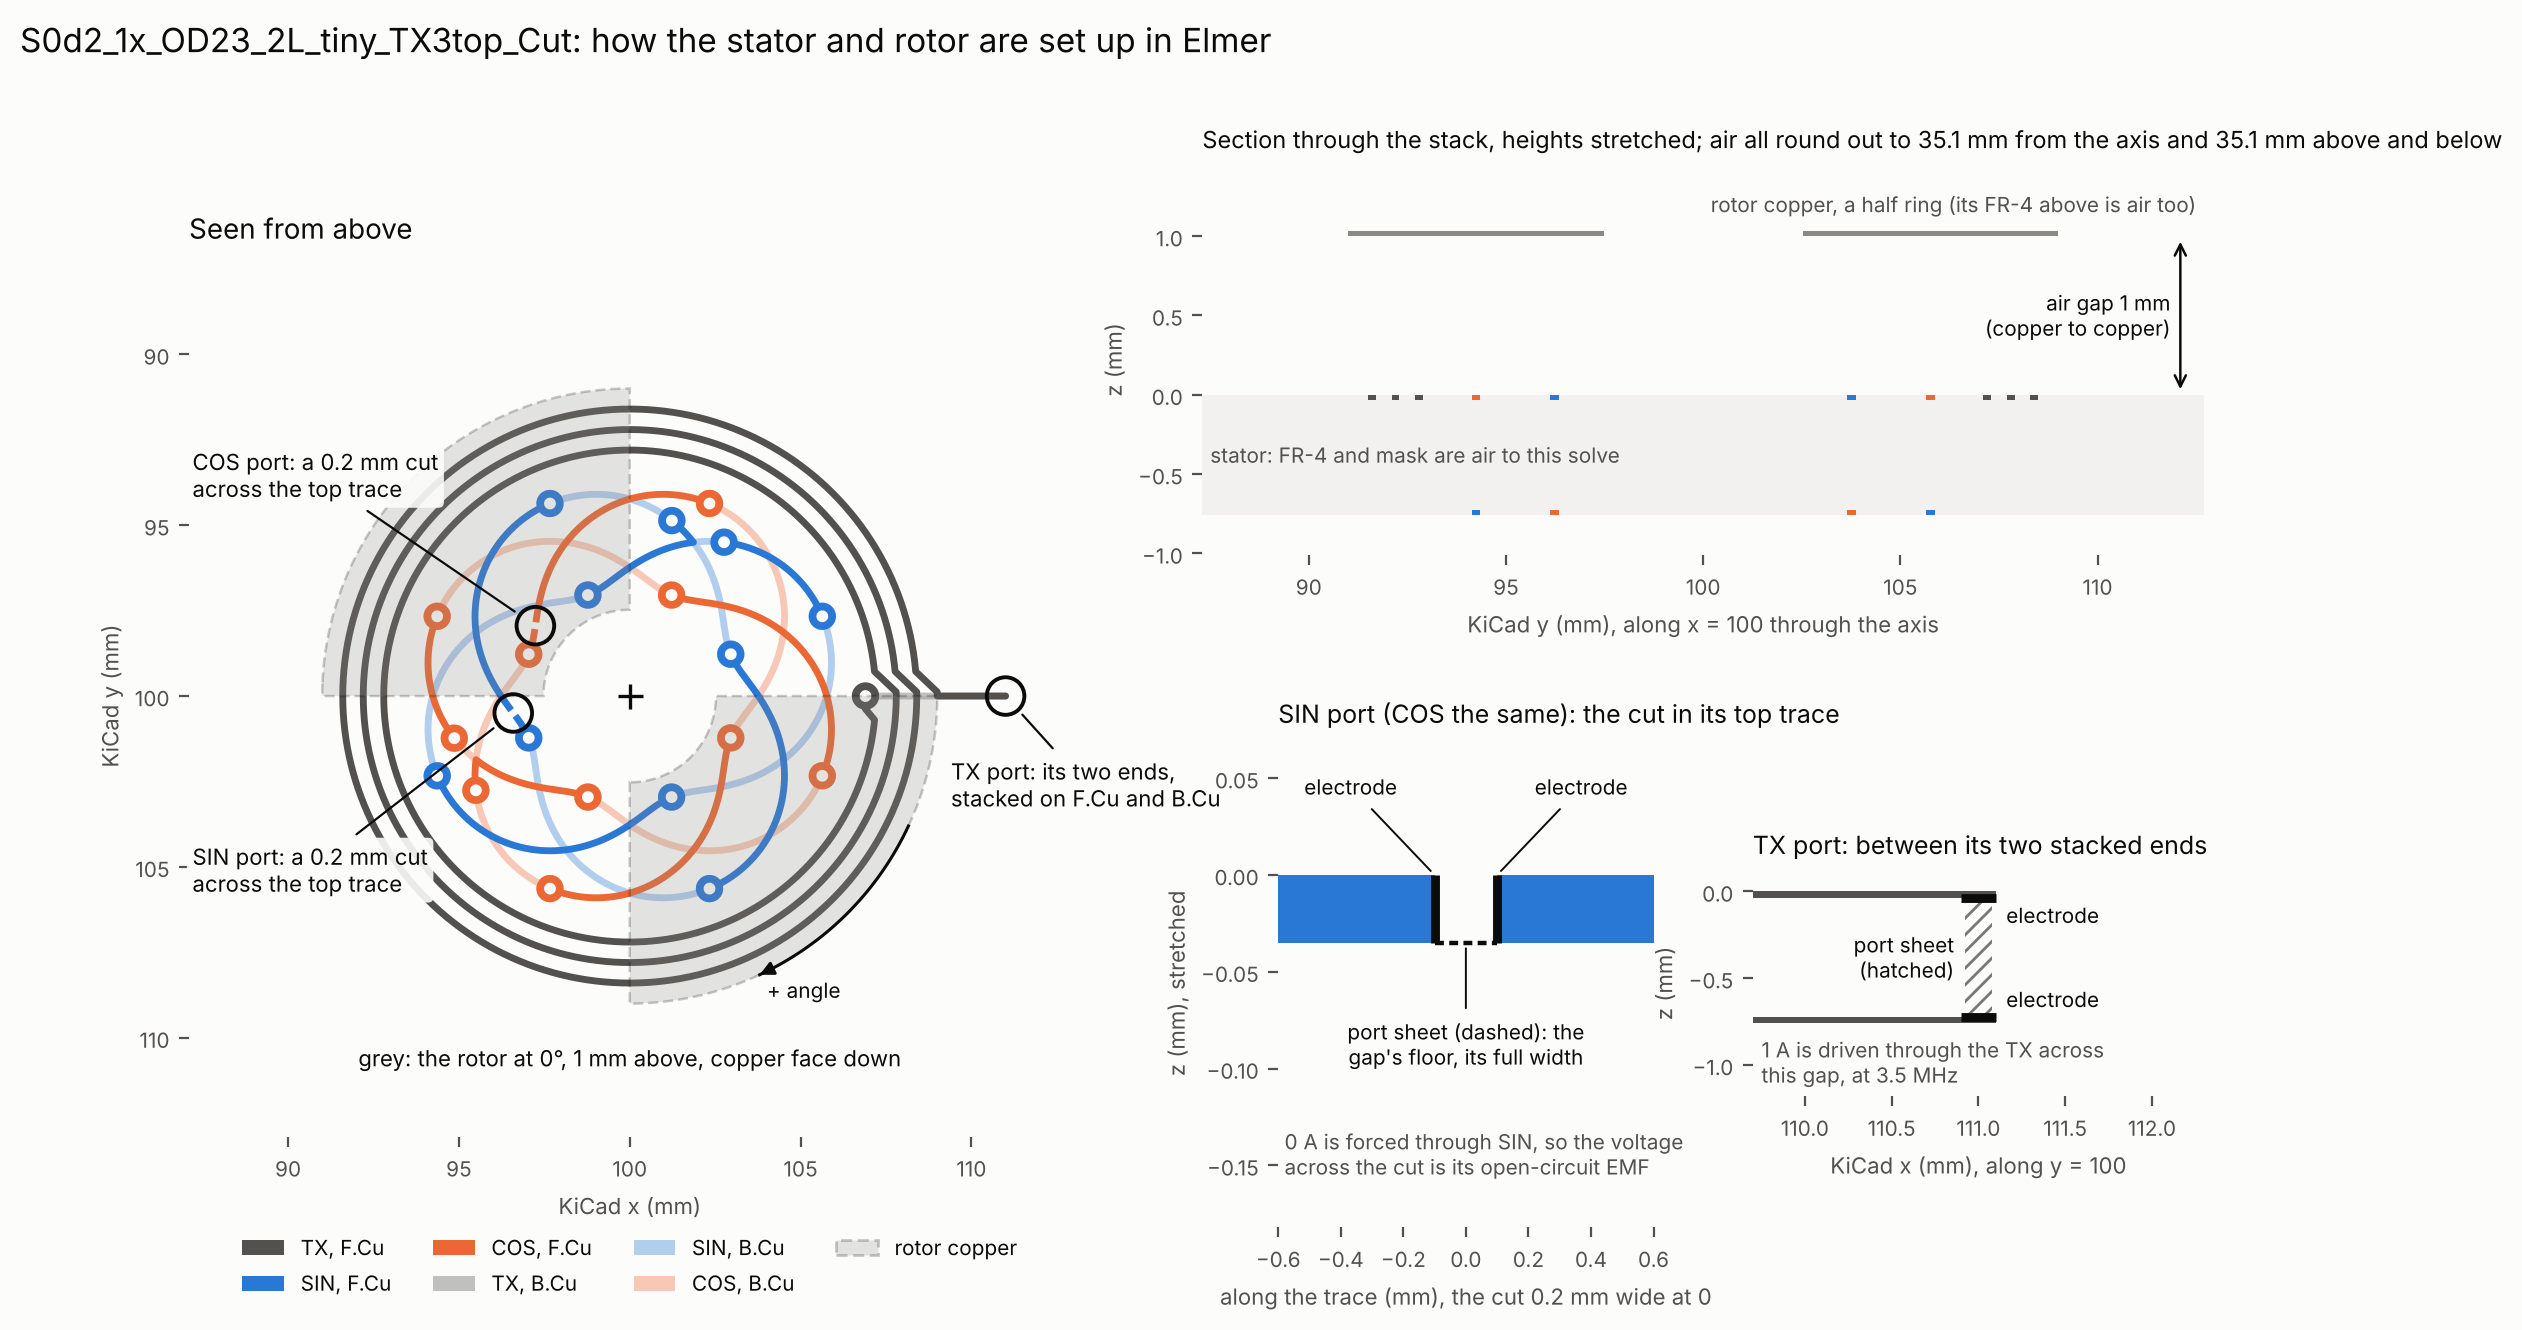 S0d2_1x_OD23_2L_tiny_TX3top_Cut: how the stator and rotor are set up in Elmer
Seen from above
90
95
100
105
110
KiCad y (mm)
COS port: a 0.2 mm cut
across the top trace
SIN port: a 0.2 mm cut
across the top trace
TX port: its two ends,
stacked on F.Cu and B.Cu
+ angle
grey: the rotor at 0°, 1 mm above, copper face down
90
95
100
105
110
KiCad x (mm)
TX, F.Cu
SIN, F.Cu
COS, F.Cu
TX, B.Cu
SIN, B.Cu
COS, B.Cu
rotor copper
Section through the stack, heights stretched; air all round out to 35.1 mm from the axis and 35.1 mm above and below
rotor copper, a half ring (its FR-4 above is air too)
1.0
0.5
0.0
−0.5
−1.0
z (mm)
air gap 1 mm
(copper to copper)
stator: FR-4 and mask are air to this solve
90
95
100
105
110
KiCad y (mm), along x = 100 through the axis
SIN port (COS the same): the cut in its top trace
0.05
0.00
−0.05
−0.10
−0.15
z (mm), stretched
electrode
electrode
port sheet (dashed): the
gap's floor, its full width
0 A is forced through SIN, so the voltage
across the cut is its open-circuit EMF
−0.6
−0.4
−0.2
0.0
0.2
0.4
0.6
along the trace (mm), the cut 0.2 mm wide at 0
TX port: between its two stacked ends
0.0
−0.5
−1.0
z (mm)
electrode
port sheet
(hatched)
electrode
1 A is driven through the TX across
this gap, at 3.5 MHz
110.0
110.5
111.0
111.5
112.0
KiCad x (mm), along y = 100